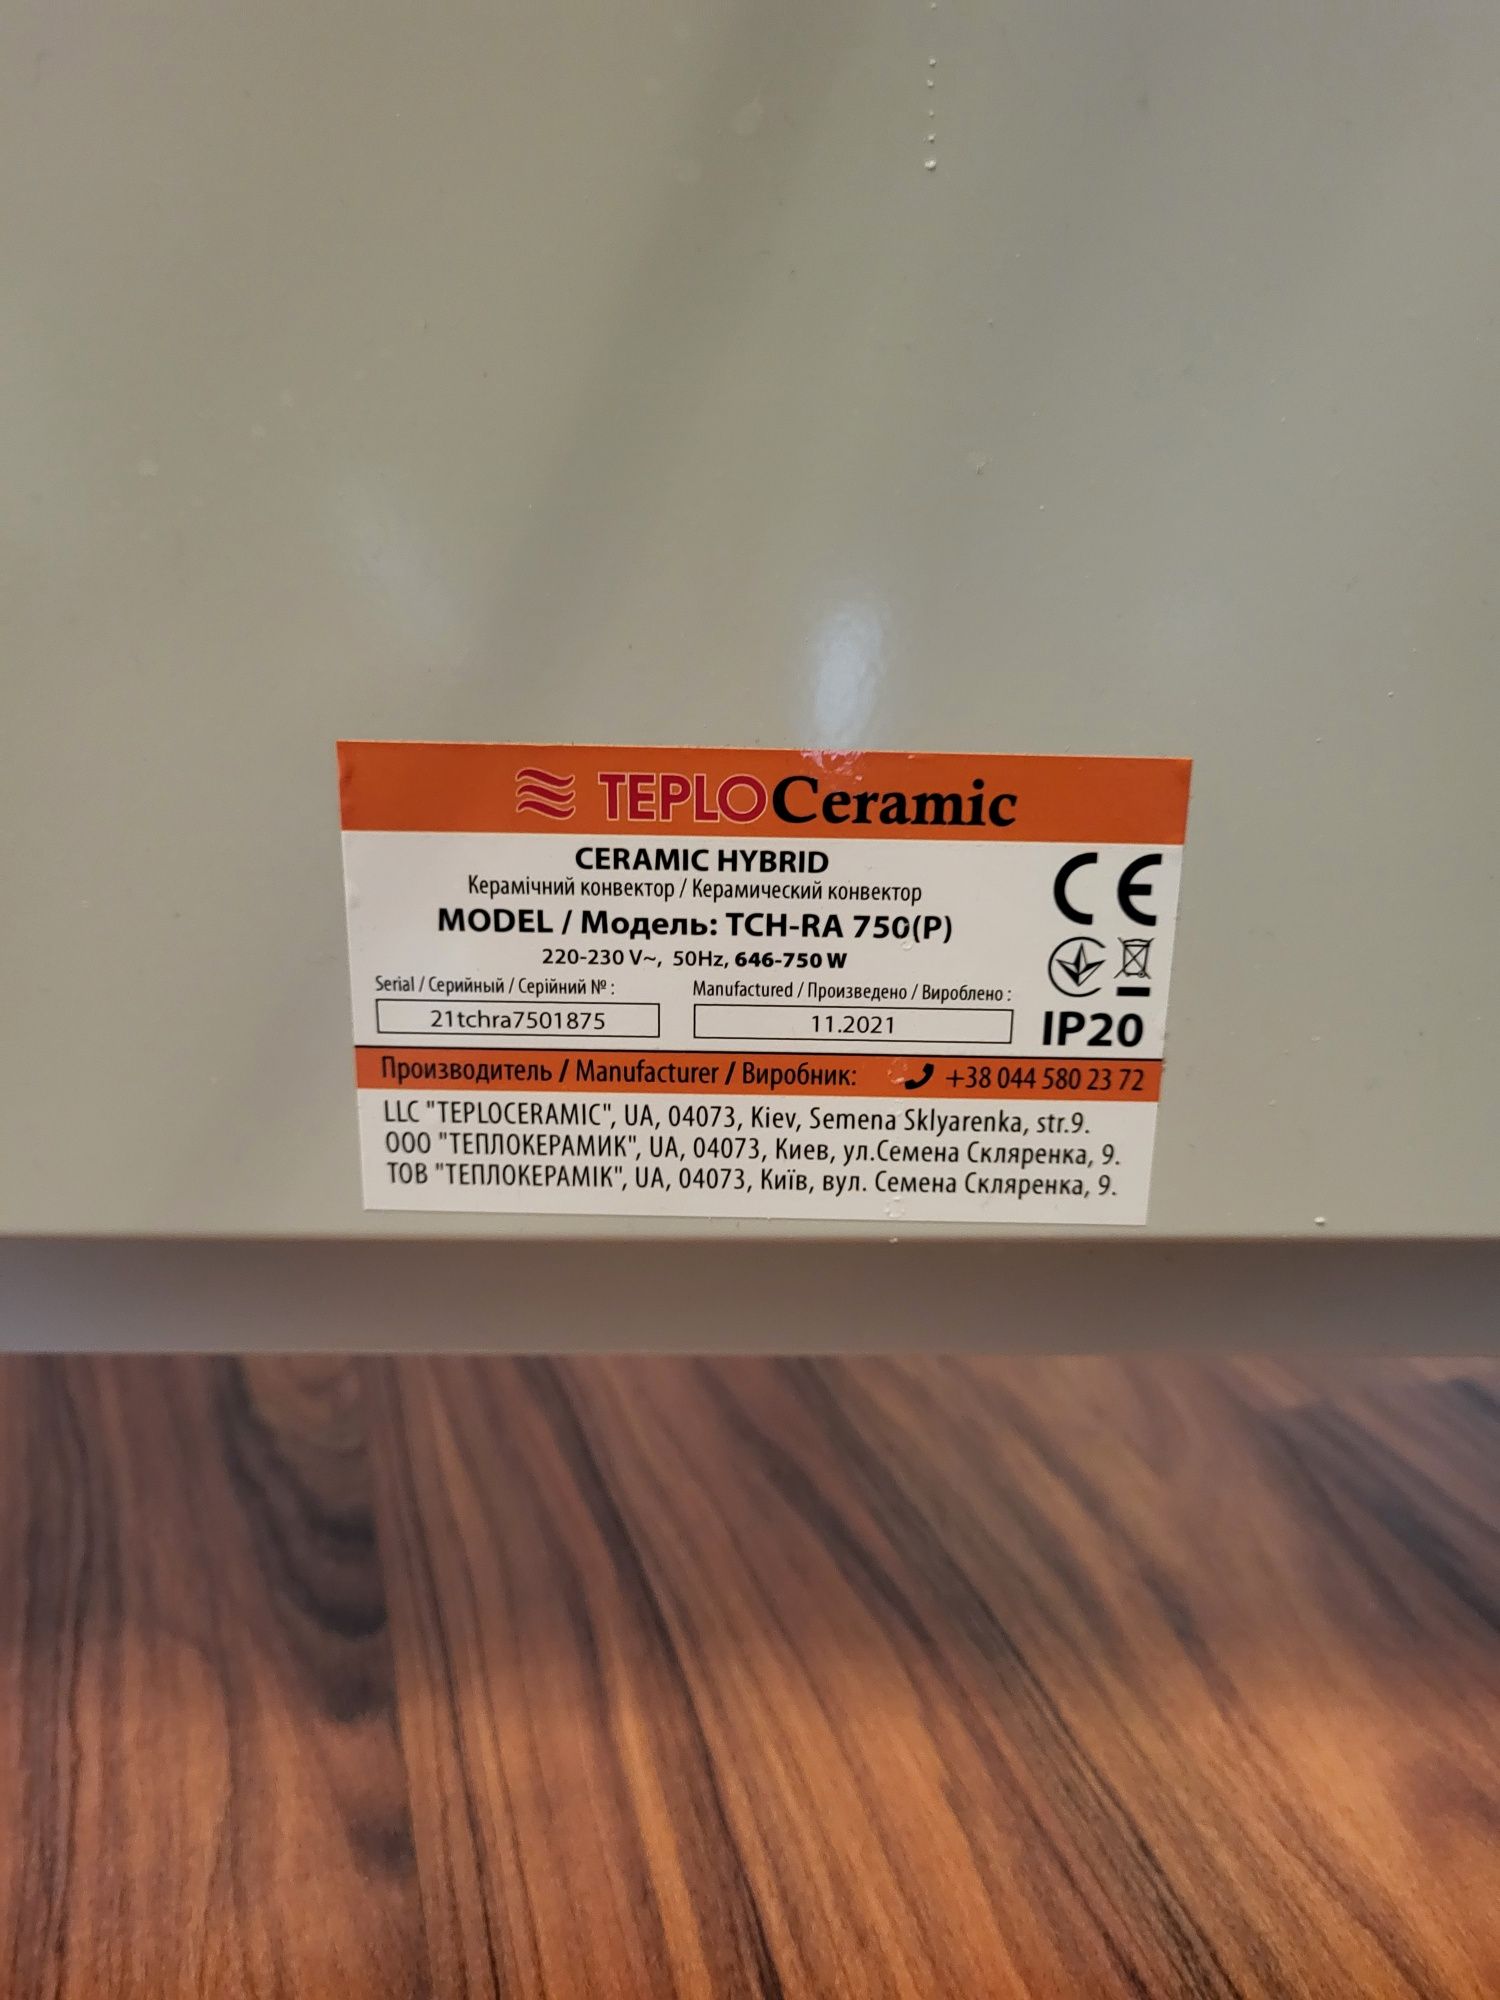 TEPLOCeramic
CERAMIC HYBRID
Керамічний конвектор / Керамический конвектор
MODEL / Модель: TCH-RA 750(P)
220-230 V~, 50Hz, 646-750 W
Serial / Серийный / Серійний № :
21tchra7501875
Manufactured / Произведено / Вироблено :
11.2021
CE
IP20
Производитель / Manufacturer / Виробник: +38 044 580 23 72
LLC "TEPLOCERAMIC", UA, 04073, Kiev, Semena Sklyarenka, str.9.
ООО "ТЕПЛОКЕРАМИК", UA, 04073, Киев, ул.Семена Скляренка, 9.
ТОВ "ТЕПЛОКЕРАМІК", UA, 04073, Київ, вул. Семена Скляренка, 9.